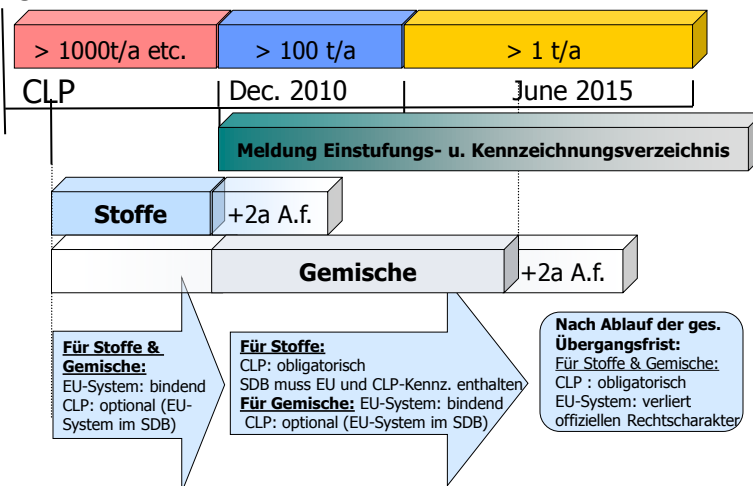 > 1000t/a etc.
> 100 t/a
> 1 t/a
CLP
Dec. 2010
June 2015
Meldung Einstufungs- u. Kennzeichnungsverzeichnis
Stoffe
+2a A.f.
Gemische
+2a A.f.
Für Stoffe &
Gemische:
EU-System: bindend
CLP: optional (EU-
System im SDB)
Für Stoffe:
CLP: obligatorisch
SDB muss EU und CLP-Kennz. enthalten
Für Gemische: EU-System: bindend
CLP: optional (EU-System im SDB)
Nach Ablauf der ges.
Übergangsfrist:
Für Stoffe & Gemische:
CLP : obligatorisch
EU-System: verliert
offiziellen Rechtscharakter